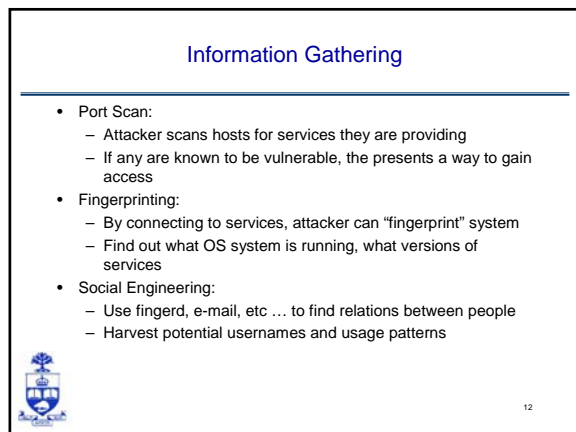 Information Gathering
• Port Scan:
– Attacker scans hosts for services they are providing
– If any are known to be vulnerable, the presents a way to gain
access
• Fingerprinting:
– By connecting to services, attacker can “fingerprint” system
– Find out what OS system is running, what versions of
services
• Social Engineering:
– Use fingerd, e-mail, etc … to find relations between people
– Harvest potential usernames and usage patterns
12